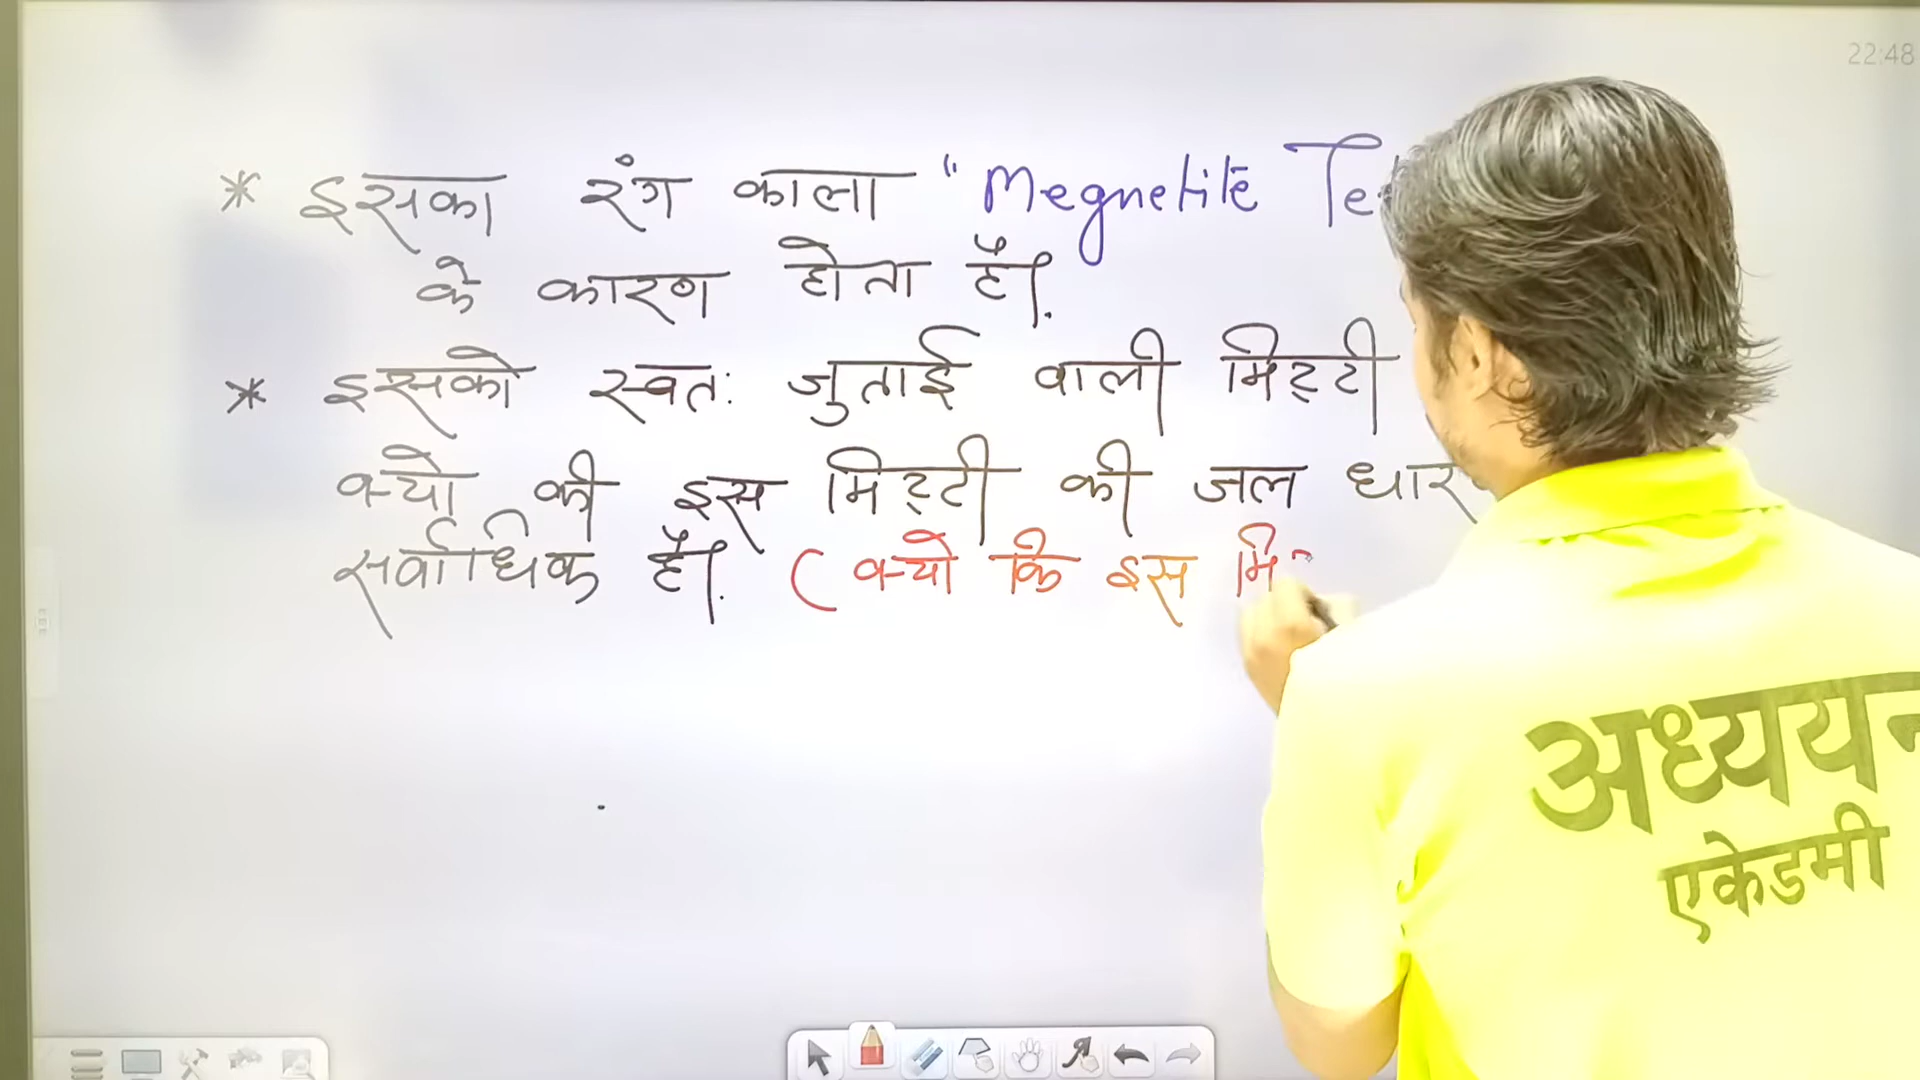 22:48
* इसका रंग काला "Megnetite Te
के कारण होता है।.
* इसको स्वतः जुताई वाली मिट्टी
क्यो की इस मिट्टी की जल धार
सर्वाधिक है।. (क्यो कि इस मि
अध्ययन
एकेडमी